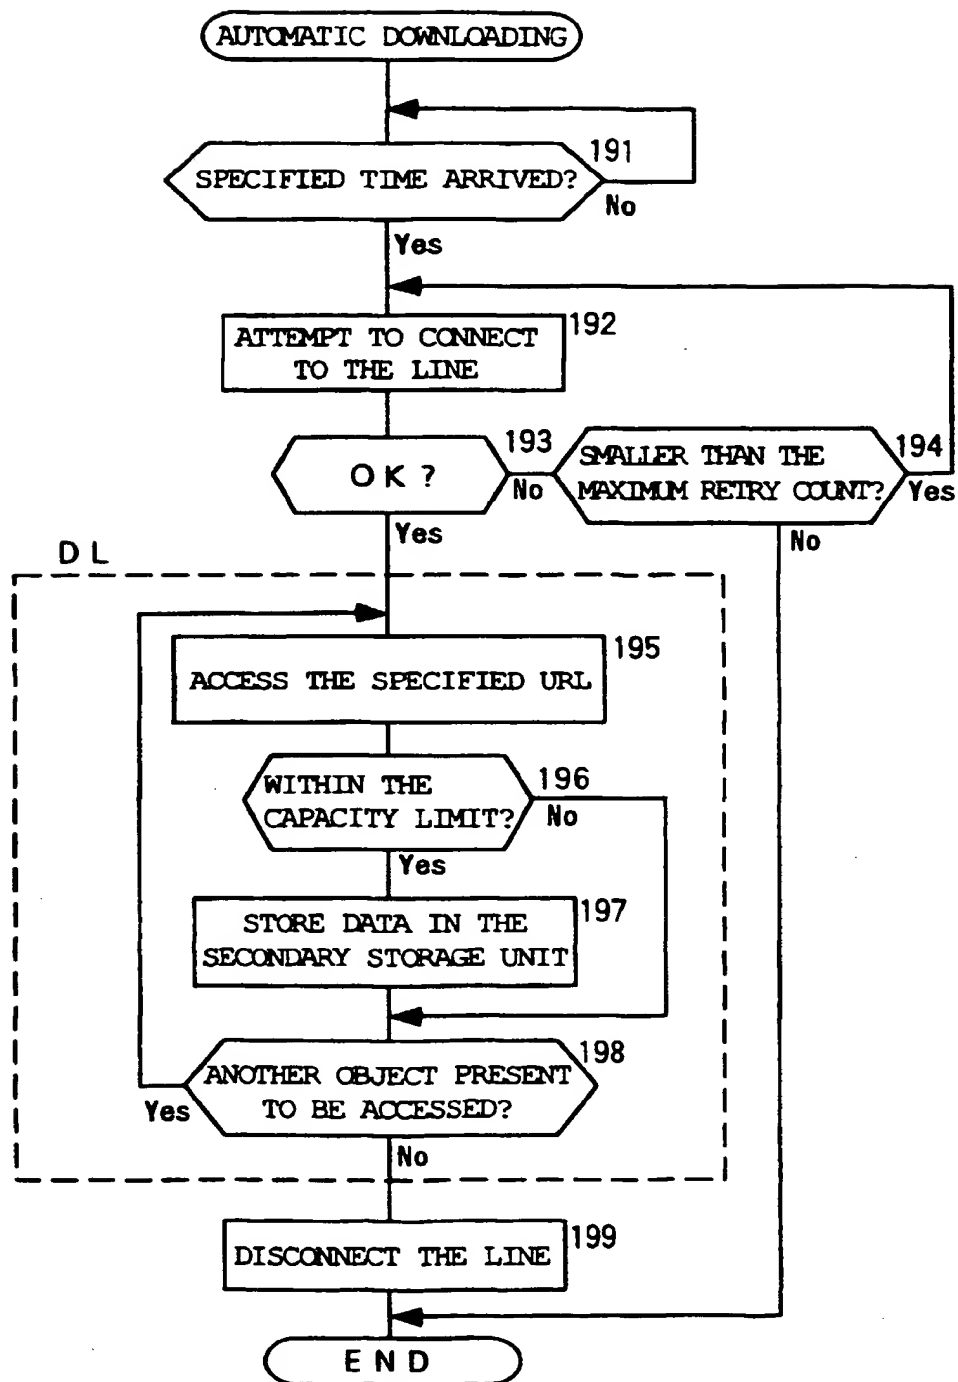 AUTOMATIC DOWNLOADING
191
SPECIFIED TIME ARRIVED?
No
Yes
192
ATTEMPT TO CONNECT
TO THE LINE
193
OK?
No
194
SMALLER THAN THE
MAXIMUM RETRY COUNT?
Yes
Yes
No
DL
195
ACCESS THE SPECIFIED URL
196
WITHIN THE
CAPACITY LIMIT?
No
Yes
197
STORE DATA IN THE
SECONDARY STORAGE UNIT
198
ANOTHER OBJECT PRESENT
TO BE ACCESSED?
Yes
No
199
DISCONNECT THE LINE
END